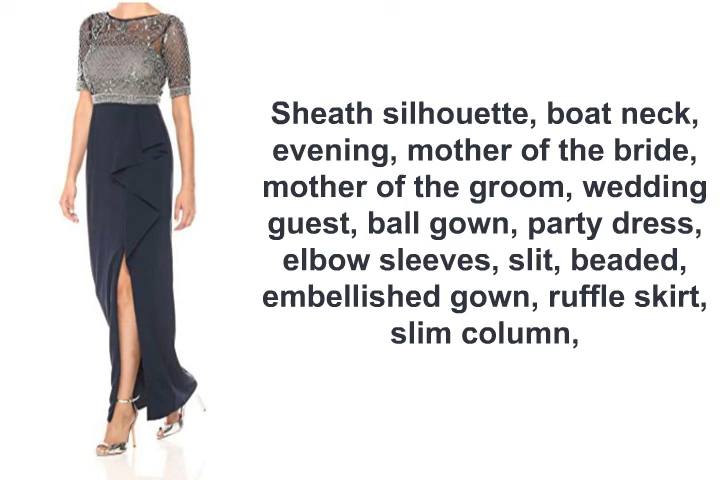 Sheath silhouette, boat neck,
evening, mother of the bride,
mother of the groom, wedding
guest, ball gown, party dress,
elbow sleeves, slit, beaded,
embellished gown, ruffle skirt,
slim column,